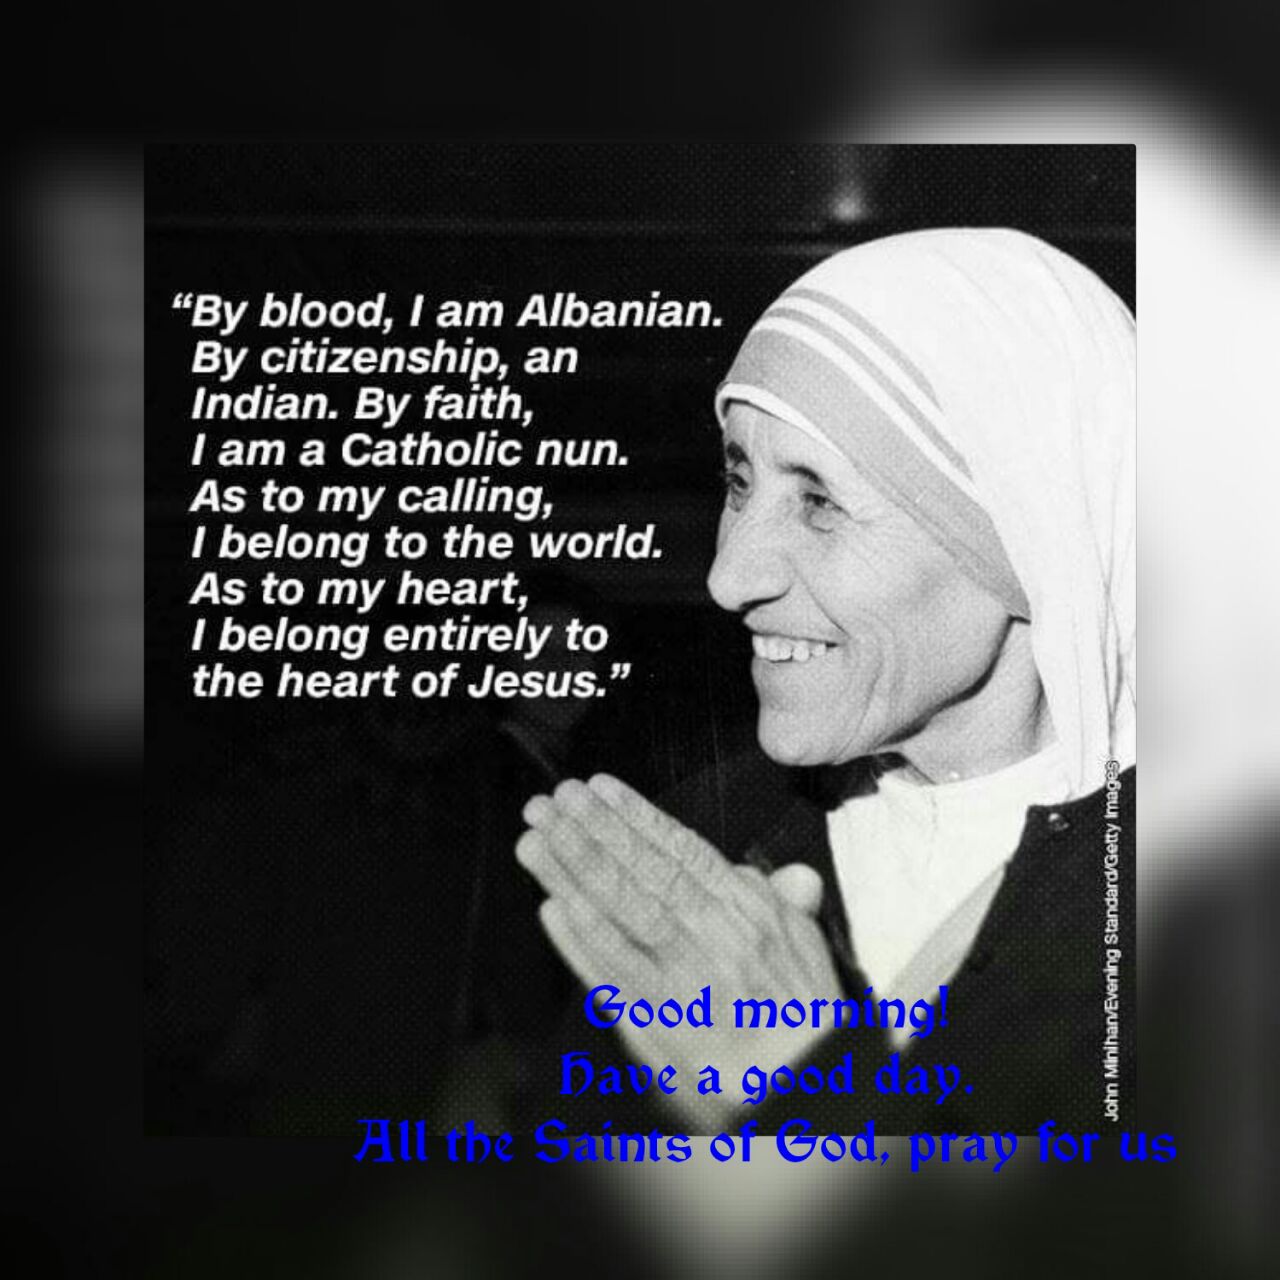 “By blood, I am Albanian.
By citizenship, an
Indian. By faith,
I am a Catholic nun.
As to my calling,
I belong to the world.
As to my heart,
I belong entirely to
the heart of Jesus.”
John Minihan/Evening Standard/Getty Images
Good morning!
Have a good day.
All the Saints of God, pray for us